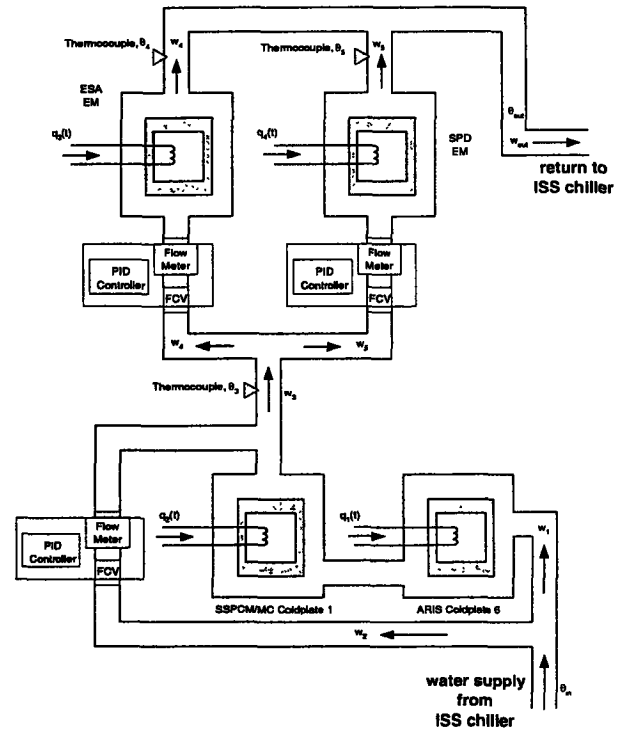 Thermocouple, θ4
w4
Thermocouple, θ5
w5
ESA
EM
q3(t)
q4(t)
SPD
EM
θout
wout
return to
ISS chiller
Flow
Meter
PID
Controller
FCV
Flow
Meter
PID
Controller
FCV
w4
w5
Thermocouple, θ3
w3
q2(t)
q1(t)
w1
Flow
Meter
PID
Controller
FCV
SSPCM/MC Coldplate 1
ARIS Coldplate 6
w2
water supply
from
ISS chiller
θin